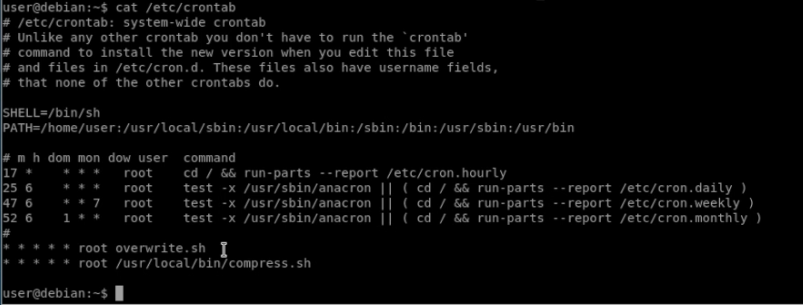 user@debian:~$ cat /etc/crontab
# /etc/crontab: system-wide crontab
# Unlike any other crontab you don't have to run the `crontab'
# command to install the new version when you edit this file
# and files in /etc/cron.d. These files also have username fields,
# that none of the other crontabs do.

SHELL=/bin/sh
PATH=/home/user:/usr/local/sbin:/usr/local/bin:/sbin:/bin:/usr/sbin:/usr/bin

# m h dom mon dow user  command
17 *    * * *   root    cd / && run-parts --report /etc/cron.hourly
25 6    * * *   root    test -x /usr/sbin/anacron || ( cd / && run-parts --report /etc/cron.daily )
47 6    * * 7   root    test -x /usr/sbin/anacron || ( cd / && run-parts --report /etc/cron.weekly )
52 6    1 * *   root    test -x /usr/sbin/anacron || ( cd / && run-parts --report /etc/cron.monthly )
#
* * * * * root overwrite.sh
* * * * * root /usr/local/bin/compress.sh

user@debian:~$